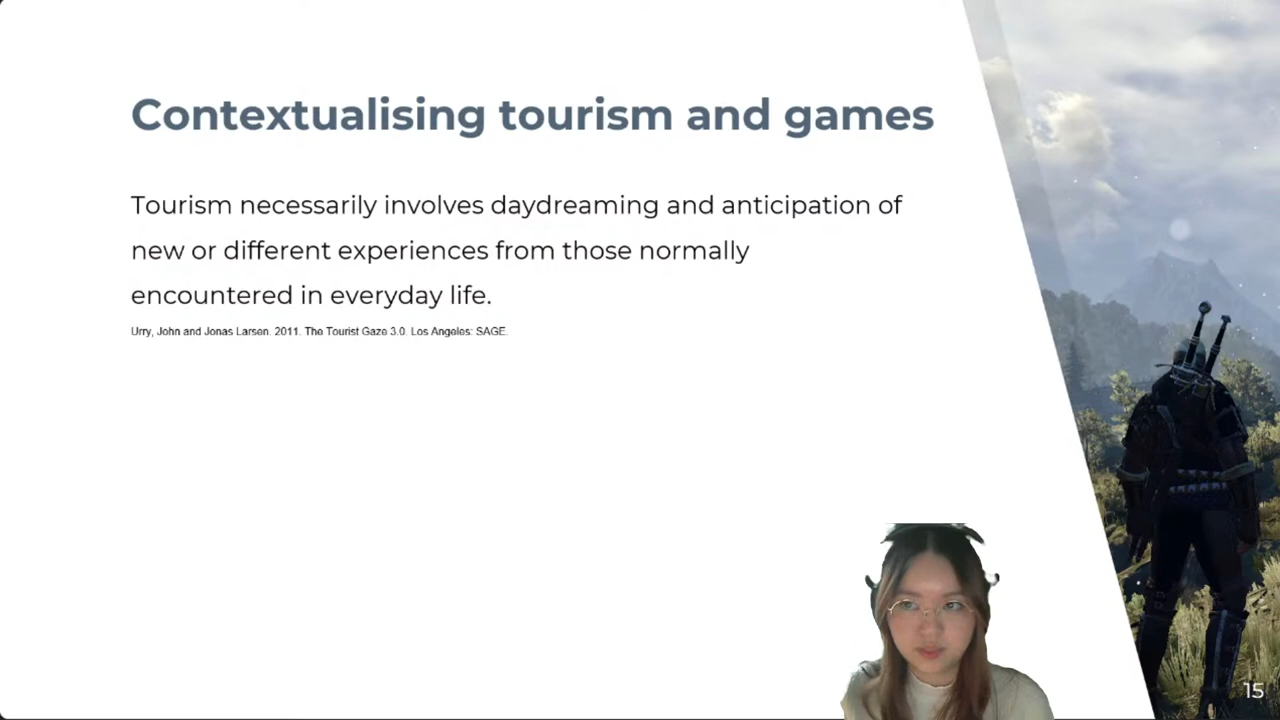 Contextualising tourism and games
Tourism necessarily involves daydreaming and anticipation of
new or different experiences from those normally
encountered in everyday life.
Urry, John and Jonas Larsen. 2011. The Tourist Gaze 3.0. Los Angeles: SAGE.
15